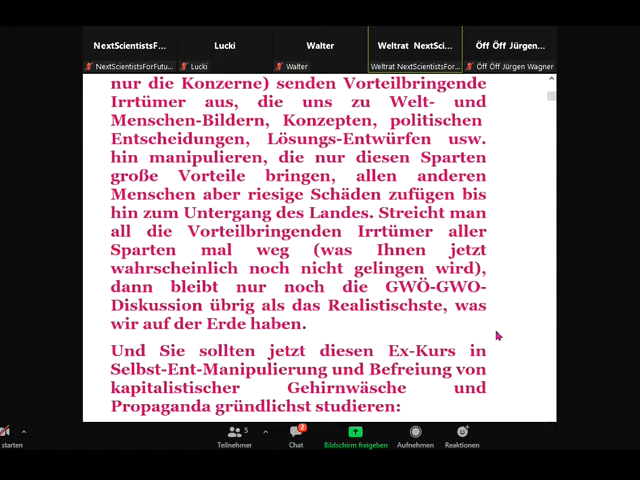 NextScientistsF...
Lucki
Walter
Weltrat NextSci...
Öff Öff Jürgen...
NextScientistsForFutu...
Lucki
Walter
Weltrat NextScientistsFor...
Öff Öff Jürgen Wagner
nur die Konzerne) senden Vorteilbringende
Irrtümer aus, die uns zu Welt- und
Menschen-Bildern, Konzepten, politischen
Entscheidungen, Lösungs-Entwürfen usw.
hin manipulieren, die nur diesen Sparten
große Vorteile bringen, allen anderen
Menschen aber riesige Schäden zufügen bis
hin zum Untergang des Landes. Streicht man
all die Vorteilbringenden Irrtümer aller
Sparten mal weg (was Ihnen jetzt
wahrscheinlich noch nicht gelingen wird),
dann bleibt nur noch die GWÖ-GWO-
Diskussion übrig als das Realistischste, was
wir auf der Erde haben.
Und Sie sollten jetzt diesen Ex-Kurs in
Selbst-Ent-Manipulierung und Befreiung von
kapitalistischer Gehirnwäsche und
Propaganda gründlichst studieren:
starten
5
2
Teilnehmer
Chat
Bildschirm freigeben
Aufnehmen
Reaktionen